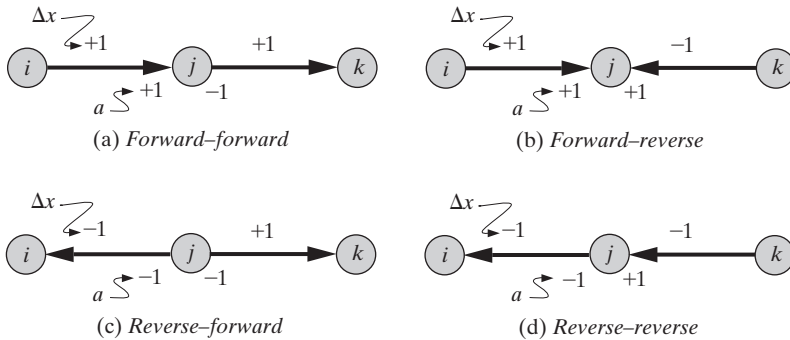 Δx +1 +1
i j k
a +1 −1
(a) Forward–forward
Δx +1 −1
i j k
a +1 +1
(b) Forward–reverse
Δx −1 +1
i j k
a −1 −1
(c) Reverse–forward
Δx −1 −1
i j k
a −1 +1
(d) Reverse–reverse